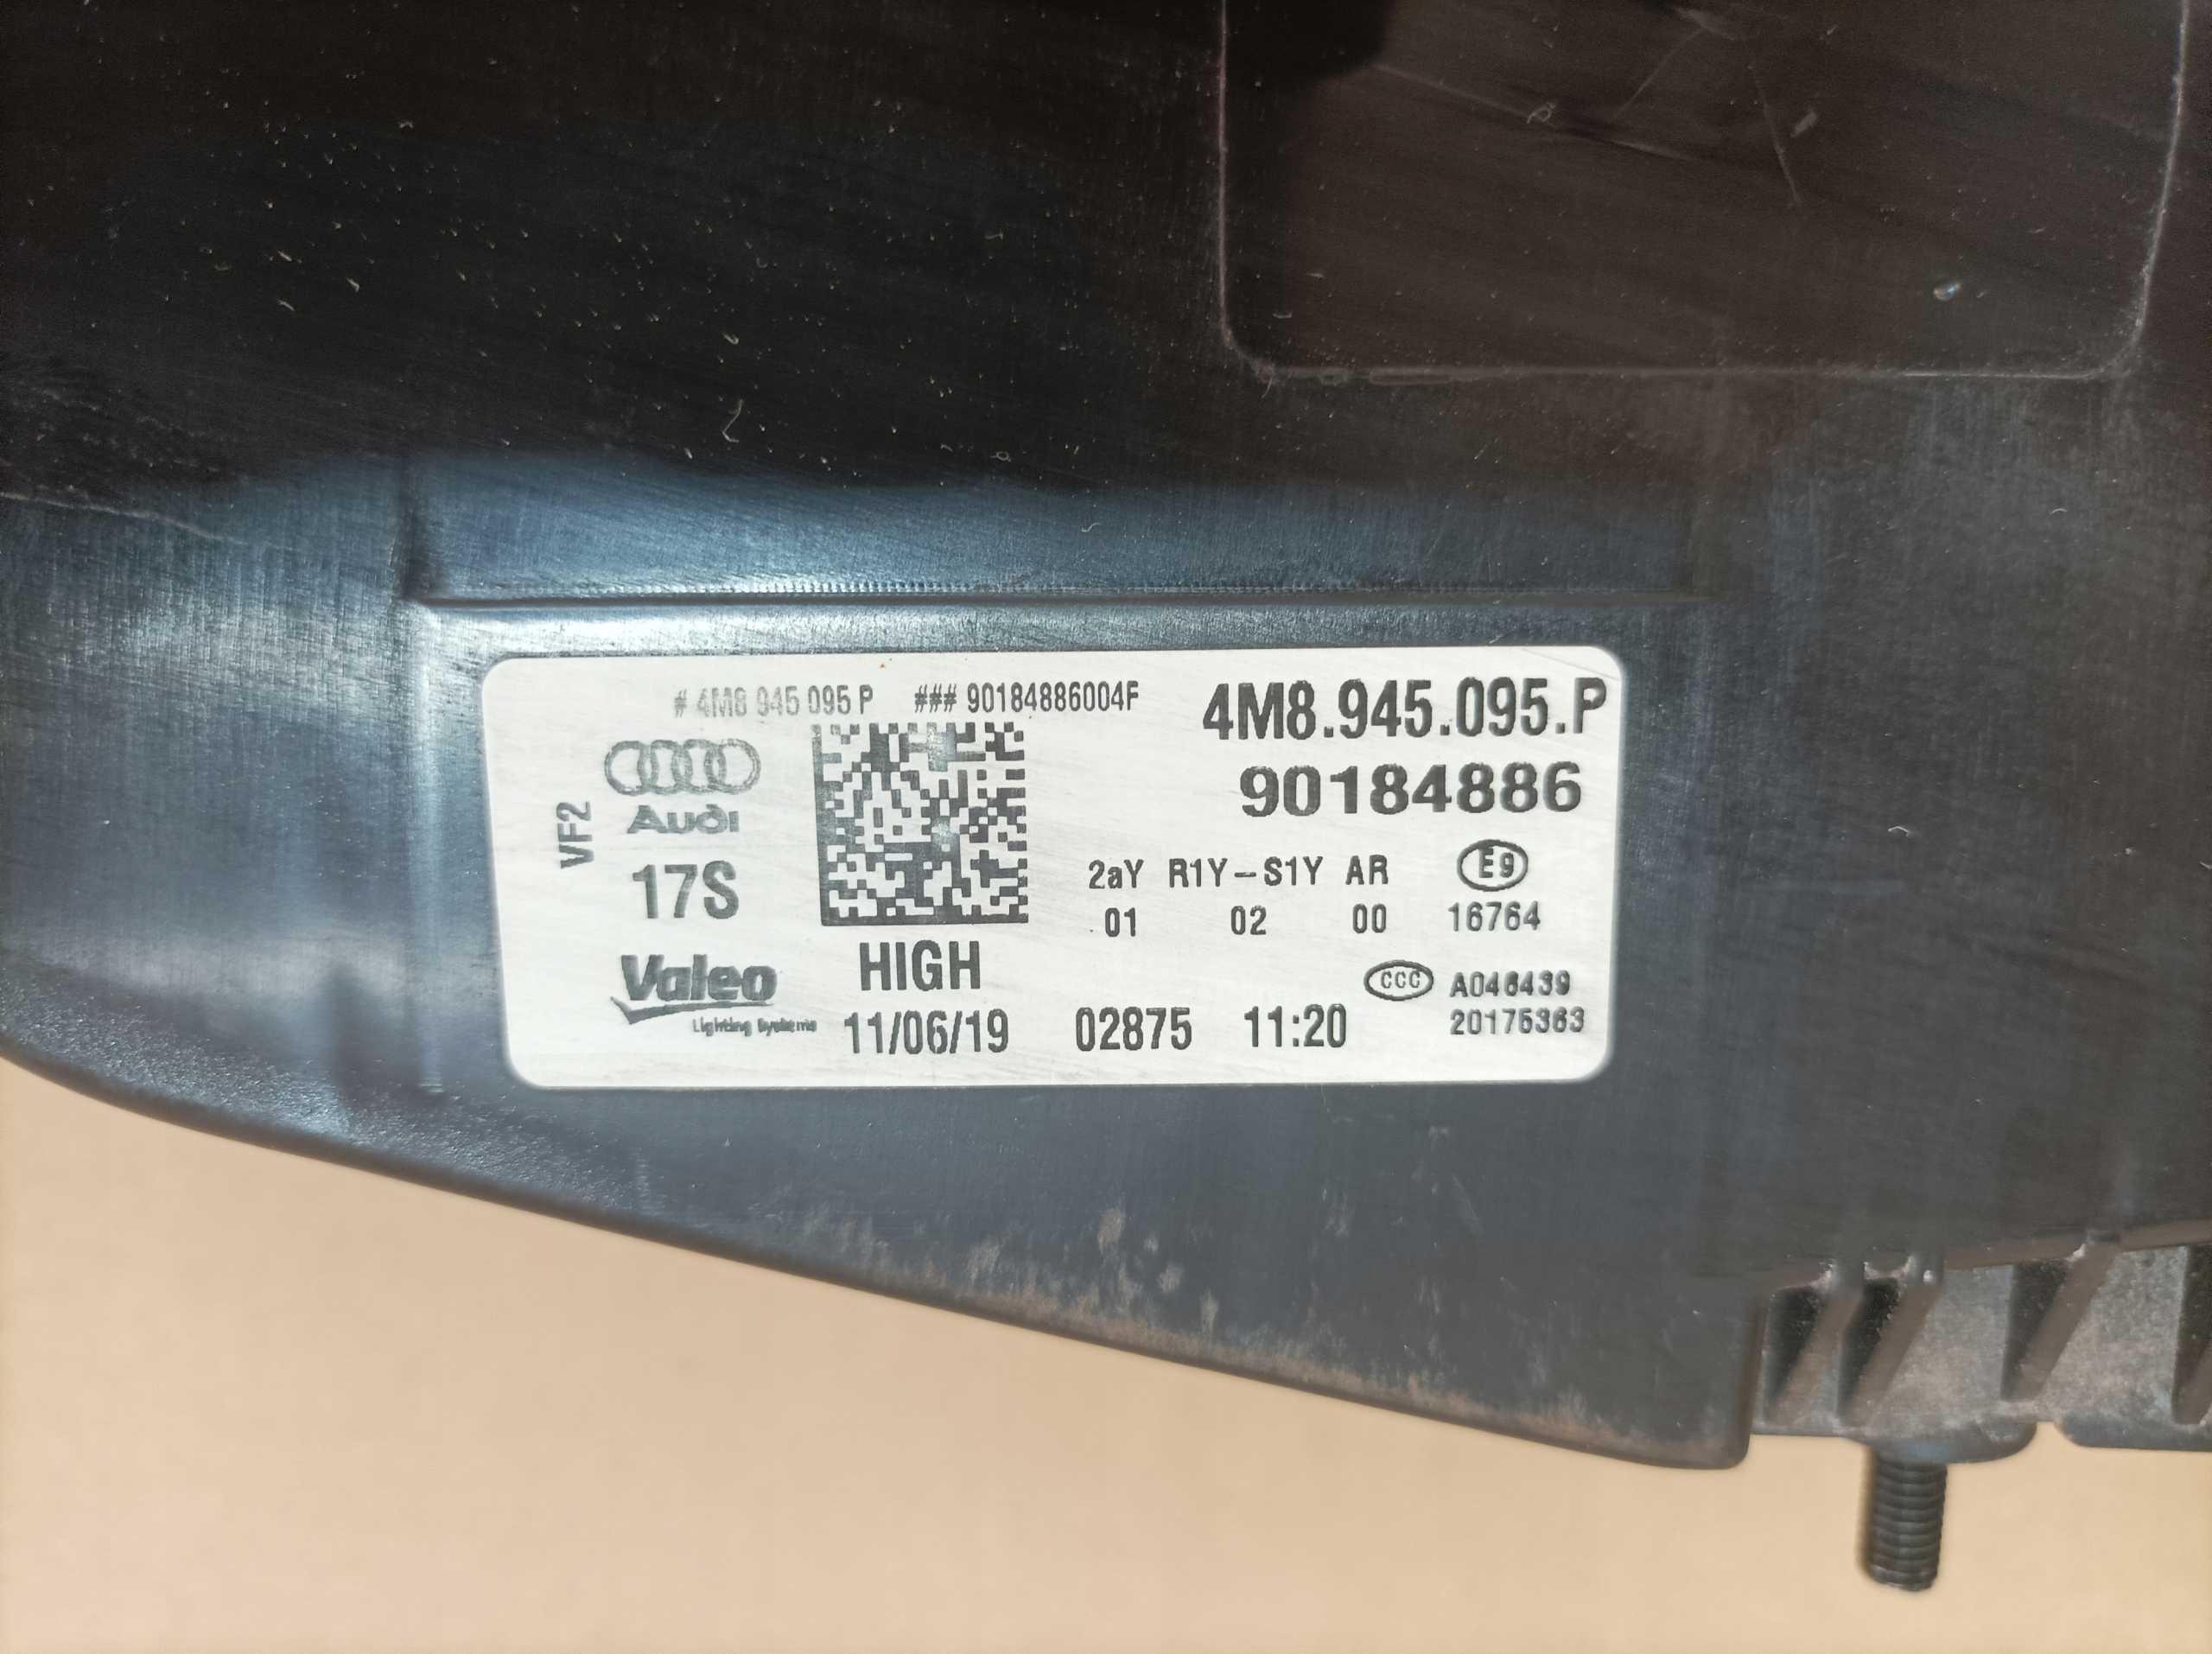 # 4M8 945 095 P ### 90184886004F
4M8.945.095.P
90184886
VF2
Audi
17S
2aY R1Y-S1Y AR E9
01 02 00 16764
Valeo
Lighting Systems
HIGH
11/06/19 02875 11:20
CCC A046439
20175363